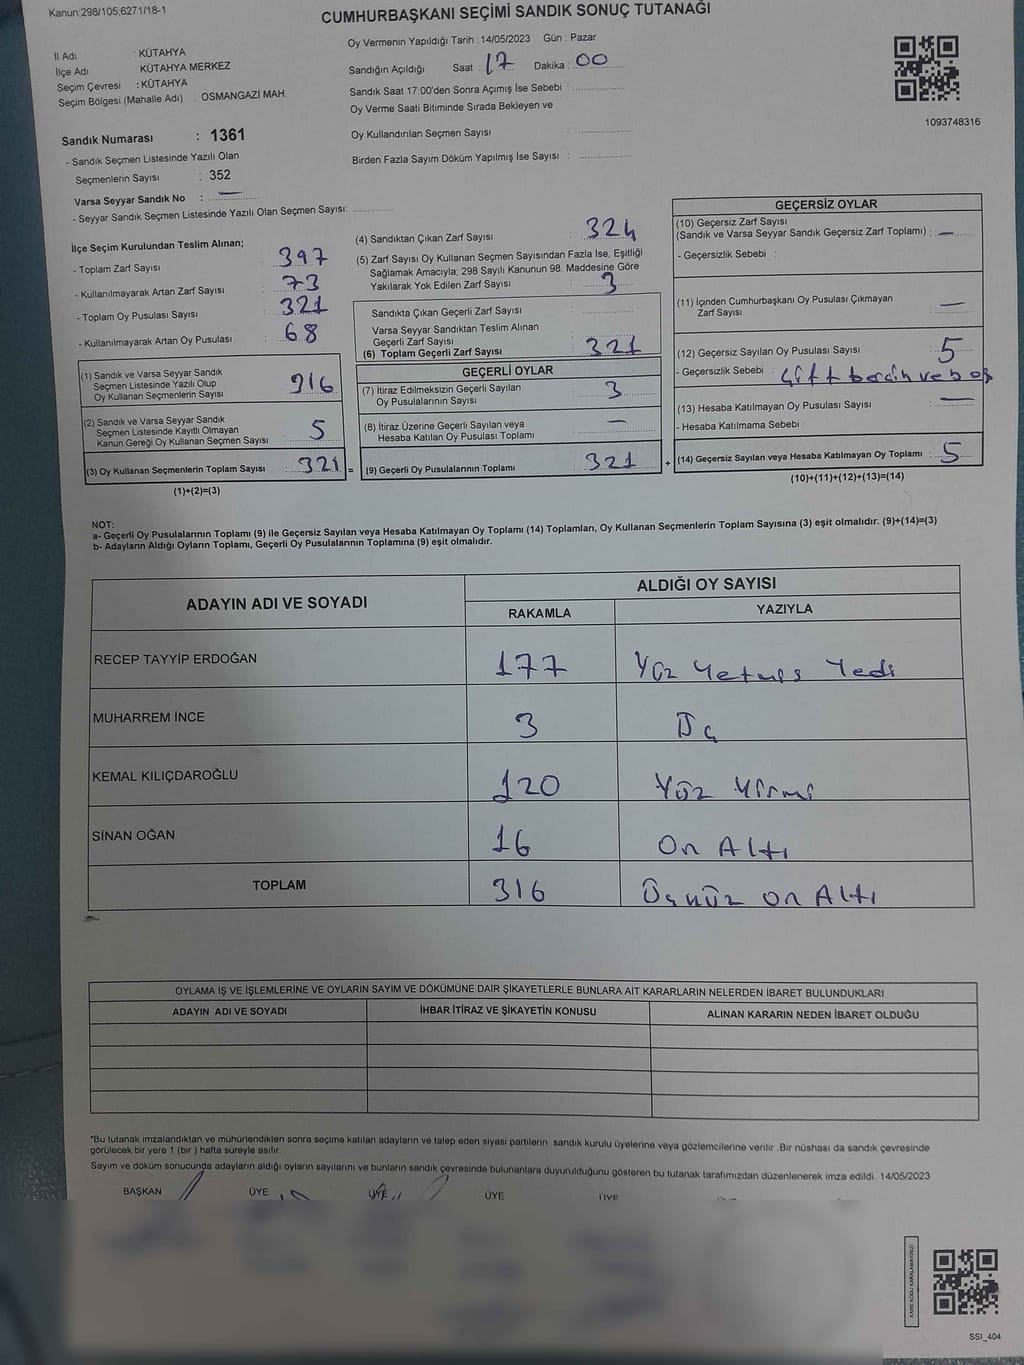 Kanun:298/105;6271/18-1
CUMHURBAŞKANI SEÇİMİ SANDIK SONUÇ TUTANAĞI
İl Adı : KÜTAHYA
İlçe Adı : KÜTAHYA MERKEZ
Seçim Çevresi : KÜTAHYA
Seçim Bölgesi (Mahalle Adı) : OSMANGAZİ MAH.
Sandık Numarası : 1361
- Sandık Seçmen Listesinde Yazılı Olan
Seçmenlerin Sayısı : 352
Varsa Seyyar Sandık No : —
- Seyyar Sandık Seçmen Listesinde Yazılı Olan Seçmen Sayısı: ..............
Oy Vermenin Yapıldığı Tarih :14/05/2023 Gün : Pazar
Sandığın Açıldığı Saat : 17 Dakika : 00
Sandık Saat 17:00'den Sonra Açımış İse Sebebi : ..............
Oy Verme Saati Bitiminde Sırada Bekleyen ve
Oy Kullandırılan Seçmen Sayısı : ..............
Birden Fazla Sayım Döküm Yapılmış İse Sayısı : ..............
1093748316
İlçe Seçim Kurulundan Teslim Alınan;
- Toplam Zarf Sayısı : 397
- Kullanılmayarak Artan Zarf Sayısı : 73
- Toplam Oy Pusulası Sayısı : 321
- Kullanılmayarak Artan Oy Pusulası : 68
(1) Sandık ve Varsa Seyyar Sandık
Seçmen Listesinde Yazılı Olup
Oy Kullanan Seçmenlerin Sayısı : 916
(2) Sandık ve Varsa Seyyar Sandık
Seçmen Listesinde Kayıtlı Olmayan
Kanun Gereği Oy Kullanan Seçmen Sayısı : 5
(3) Oy Kullanan Seçmenlerin Toplam Sayısı : 321 =
(1)+(2)=(3)
(4) Sandıktan Çıkan Zarf Sayısı : 324
(5) Zarf Sayısı Oy Kullanan Seçmen Sayısından Fazla İse, Eşitliği
Sağlamak Amacıyla; 298 Sayılı Kanunun 98. Maddesine Göre
Yakılarak Yok Edilen Zarf Sayısı : 3
Sandıkta Çıkan Geçerli Zarf Sayısı : ..............
Varsa Seyyar Sandıktan Teslim Alınan
Geçerli Zarf Sayısı : ..............
(6) Toplam Geçerli Zarf Sayısı : 321
GEÇERLİ OYLAR
(7) İtiraz Edilmeksizin Geçerli Sayılan
Oy Pusulalarının Sayısı : 3
(8) İtiraz Üzerine Geçerli Sayılan veya
Hesaba Katılan Oy Pusulası Toplamı : —
(9) Geçerli Oy Pusulalarının Toplamı : 321 +
GEÇERSİZ OYLAR
(10) Geçersiz Zarf Sayısı
(Sandık ve Varsa Seyyar Sandık Geçersiz Zarf Toplamı) : —
- Geçersizlik Sebebi :
(11) İçinden Cumhurbaşkanı Oy Pusulası Çıkmayan
Zarf Sayısı : —
(12) Geçersiz Sayılan Oy Pusulası Sayısı : 5
- Geçersizlik Sebebi : Çift ve boş
(13) Hesaba Katılmayan Oy Pusulası Sayısı : —
- Hesaba Katılmama Sebebi :
(14) Geçersiz Sayılan veya Hesaba Katılmayan Oy Toplamı : 5
(10)+(11)+(12)+(13)=(14)
NOT:
a- Geçerli Oy Pusulalarının Toplamı (9) ile Geçersiz Sayılan veya Hesaba Katılmayan Oy Toplamı (14) Toplamları, Oy Kullanan Seçmenlerin Toplam Sayısına (3) eşit olmalıdır. (9)+(14)=(3)
b- Adayların Aldığı Oyların Toplamı, Geçerli Oy Pusulalarının Toplamına (9) eşit olmalıdır.
ADAYIN ADI VE SOYADI
ALDIĞI OY SAYISI
RAKAMLA YAZIYLA
RECEP TAYYİP ERDOĞAN 177 Yüz Yetmiş Yedi
MUHARREM İNCE 3 Üç
KEMAL KILIÇDAROĞLU 120 Yüz Yirmi
SİNAN OĞAN 16 On Altı
TOPLAM 316 Üçyüz On Altı
OYLAMA İŞ VE İŞLEMLERİNE VE OYLARIN SAYIM VE DÖKÜMÜNE DAİR ŞİKAYETLERLE BUNLARA AİT KARARLARIN NELERDEN İBARET BULUNDUKLARI
ADAYIN ADI VE SOYADI İHBAR İTİRAZ VE ŞİKAYETİN KONUSU ALINAN KARARIN NEDEN İBARET OLDUĞU
*Bu tutanak imzalandıktan ve mühürlendikten sonra seçime katılan adayların ve talep eden siyasi partilerin sandık kurulu üyelerine veya gözlemcilerine verilir .Bir nüshası da sandık çevresinde
görülecek bir yere 1 (bir ) hafta süreyle asılır.
Sayım ve döküm sonucunda adayların aldığı oyların sayılarını ve bunların sandık çevresinde bulunanlara duyurulduğunu gösteren bu tutanak tarafımızdan düzenlenerek imza edildi. 14/05/2023
BAŞKAN ÜYE ÜYE ÜYE ÜYE
KARE KODU KARALAMAYINIZ!
SSI_404